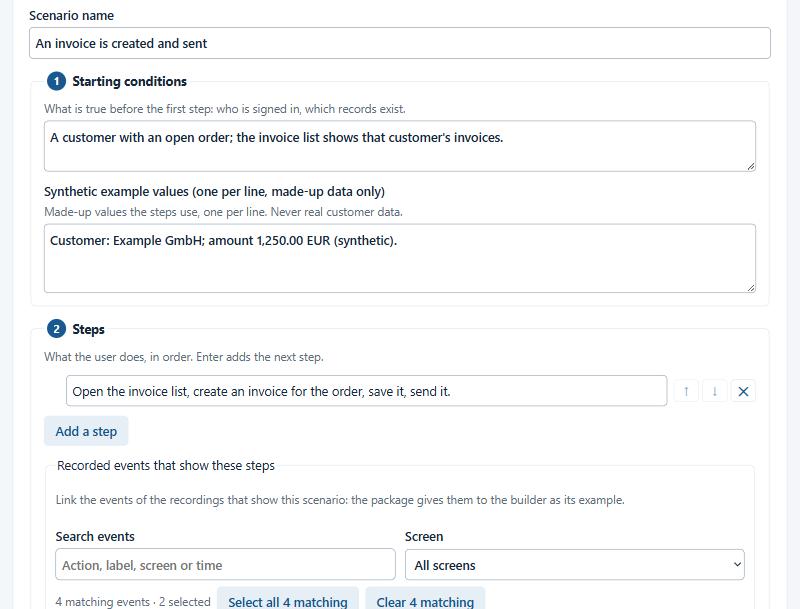 Scenario name
An invoice is created and sent
1 Starting conditions
What is true before the first step: who is signed in, which records exist.
A customer with an open order; the invoice list shows that customer's invoices.
Synthetic example values (one per line, made-up data only)
Made-up values the steps use, one per line. Never real customer data.
Customer: Example GmbH; amount 1,250.00 EUR (synthetic).
2 Steps
What the user does, in order. Enter adds the next step.
Open the invoice list, create an invoice for the order, save it, send it. ↑ ↓ ✕
Add a step
Recorded events that show these steps
Link the events of the recordings that show this scenario: the package gives them to the builder as its example.
Search events Screen
Action, label, screen or time All screens
4 matching events · 2 selected Select all 4 matching Clear 4 matching